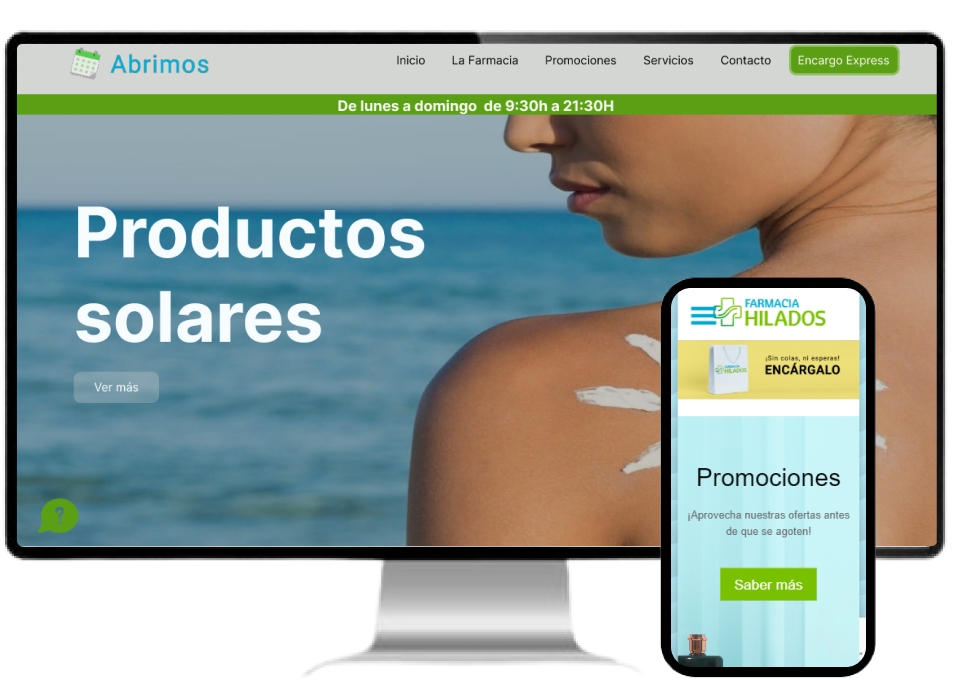 Abrimos
Inicio La Farmacia Promociones Servicios Contacto Encargo Express
De lunes a domingo de 9:30h a 21:30H
Productos
solares
Ver más
?
FARMACIA
HILADOS
FARMACIA
HILADOS
¡Sin colas, ni esperas!
ENCÁRGALO
Promociones
¡Aprovecha nuestras ofertas antes
de que se agoten!
Saber más